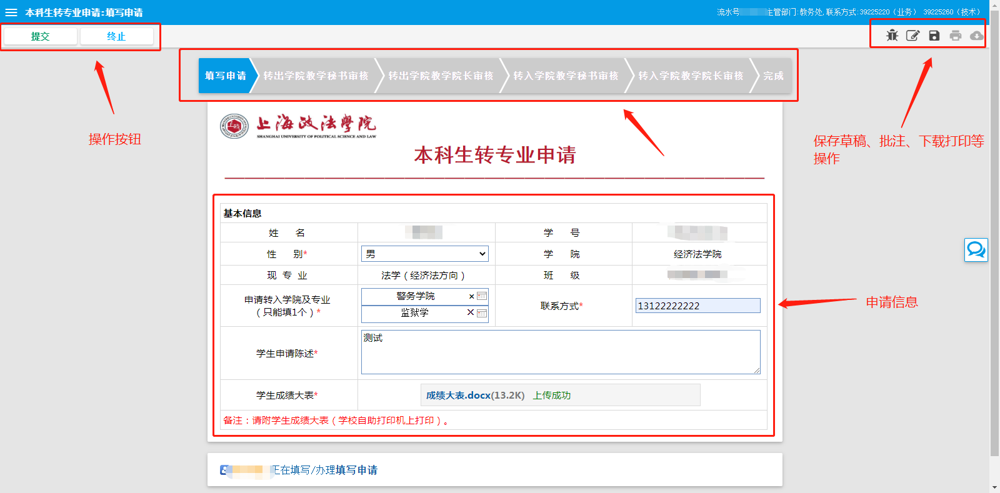 本科生转专业申请:填写申请
流水号 主管部门:教务处, 联系方式:39225220（业务） 39225260（技术）
提交 终止
填写申请 转出学院教学秘书审核 转出学院教学院长审核 转入学院教学秘书审核 转入学院教学院长审核 完成
操作按钮
保存草稿、批注、下载打印等
操作
上海政法學院
SHANGHAI UNIVERSITY OF POLITICAL SCIENCE AND LAW
本科生转专业申请
基本信息
姓 名 学 号
性 别* 男 学 院 经济法学院
现 专 业 法学（经济法方向） 班 级
申请转入学院及专业
（只能填1个）*
警务学院
监狱学
联系方式* 13122222222
申请信息
学生申请陈述* 测试
学生成绩大表* 成绩大表.docx(13.2K) 上传成功
备注：请附学生成绩大表（学校自助打印机上打印）。
正在填写/办理填写申请